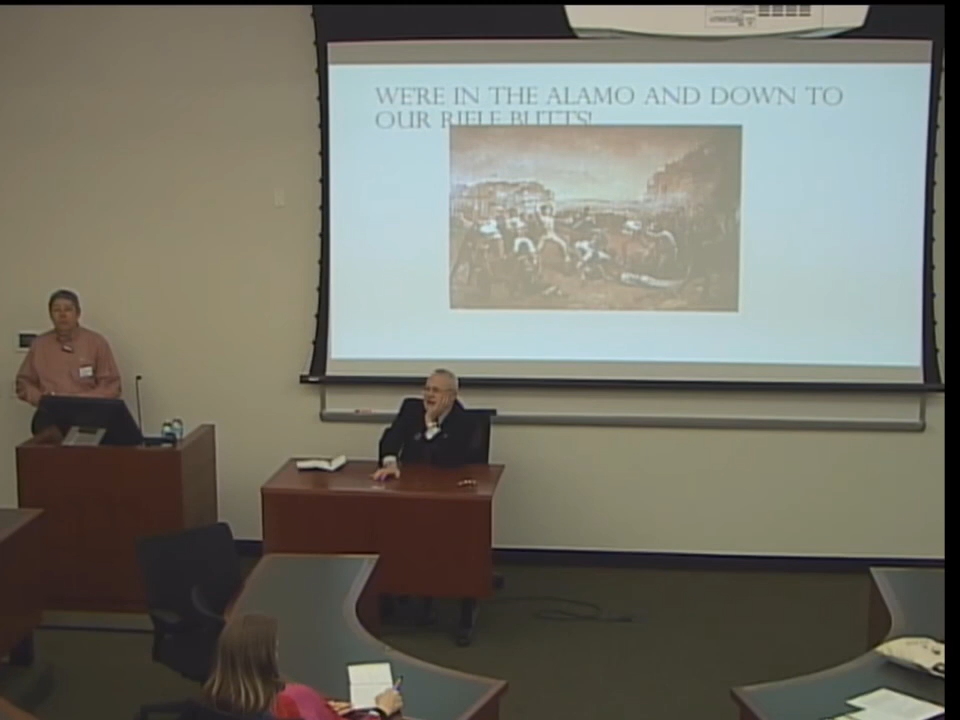 WE'RE IN THE ALAMO AND DOWN TO
OUR RIFLE BUTTS!